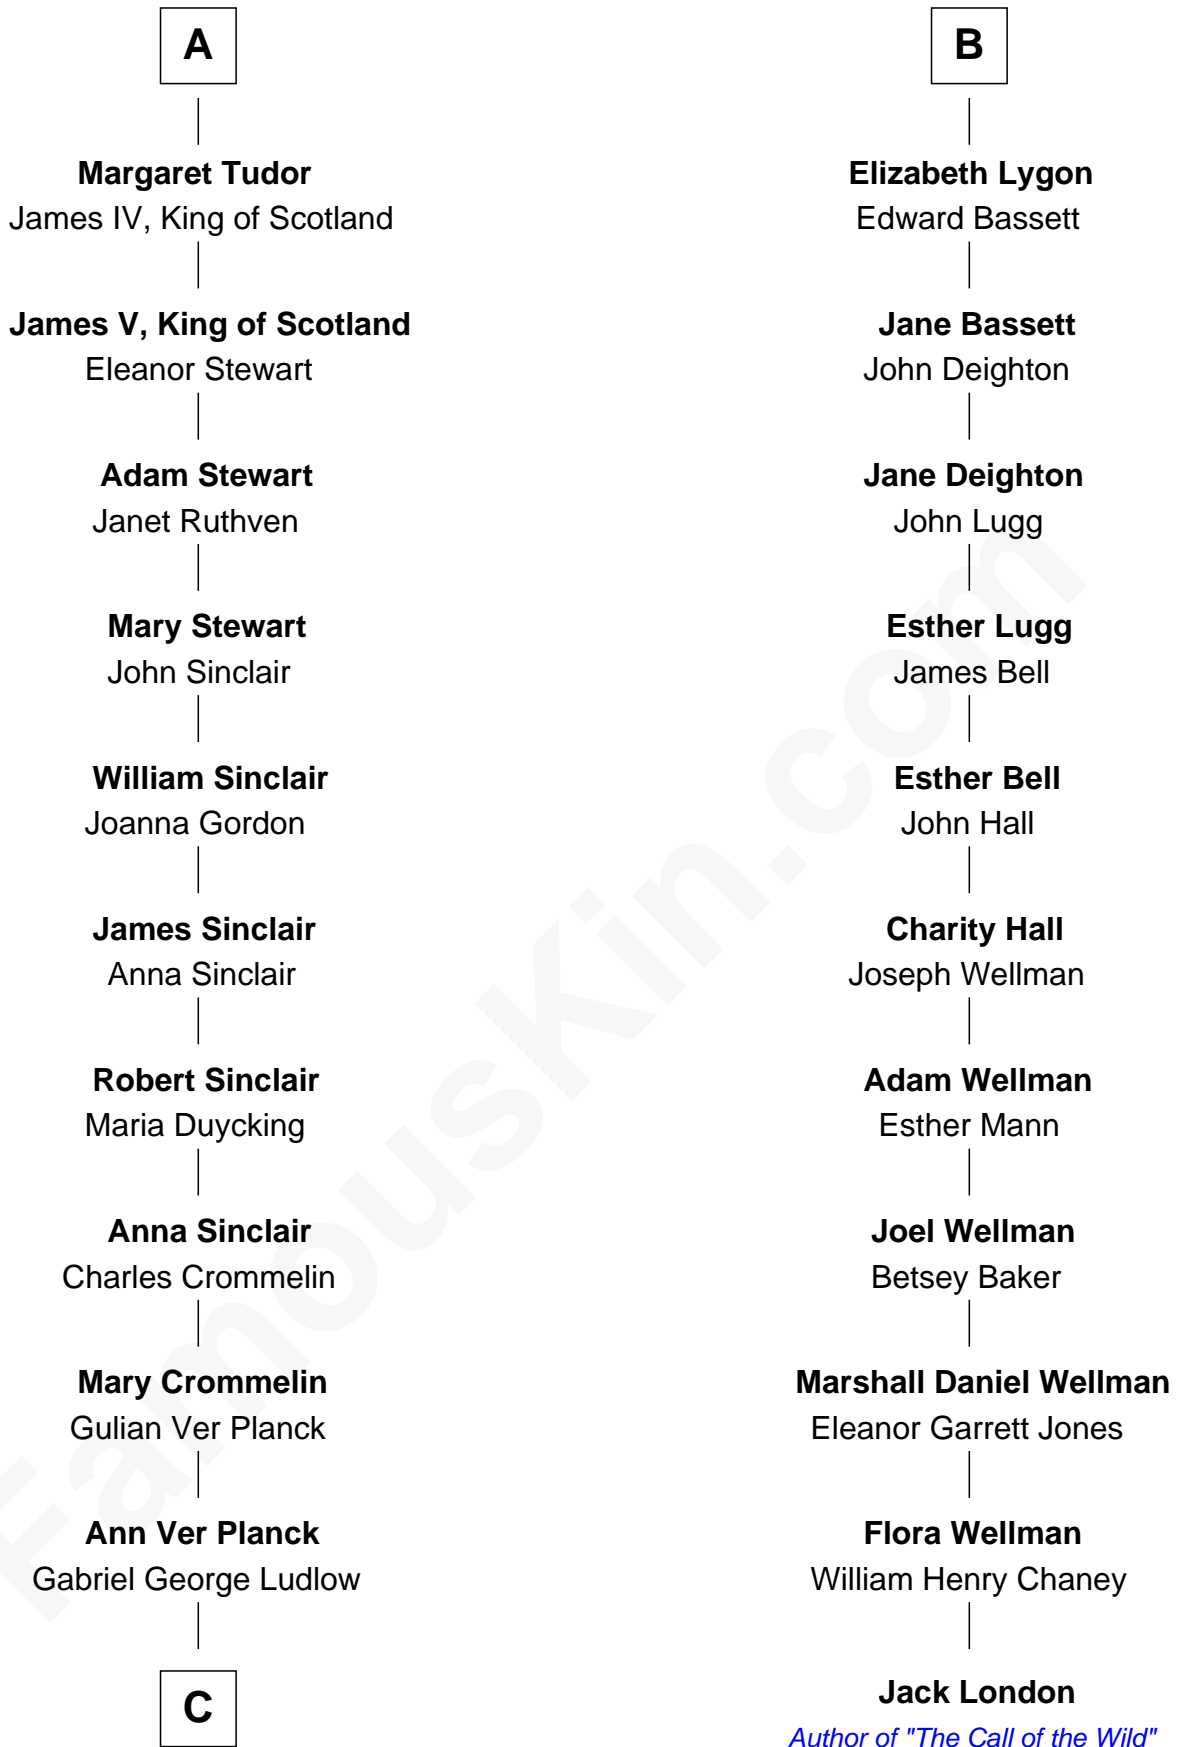 A
Margaret Tudor
James IV, King of Scotland
James V, King of Scotland
Eleanor Stewart
Adam Stewart
Janet Ruthven
Mary Stewart
John Sinclair
William Sinclair
Joanna Gordon
James Sinclair
Anna Sinclair
Robert Sinclair
Maria Duycking
Anna Sinclair
Charles Crommelin
Mary Crommelin
Gulian Ver Planck
Ann Ver Planck
Gabriel George Ludlow
C
B
Elizabeth Lygon
Edward Bassett
Jane Bassett
John Deighton
Jane Deighton
John Lugg
Esther Lugg
James Bell
Esther Bell
John Hall
Charity Hall
Joseph Wellman
Adam Wellman
Esther Mann
Joel Wellman
Betsey Baker
Marshall Daniel Wellman
Eleanor Garrett Jones
Flora Wellman
William Henry Chaney
Jack London
Author of "The Call of the Wild"
FamousKin.com